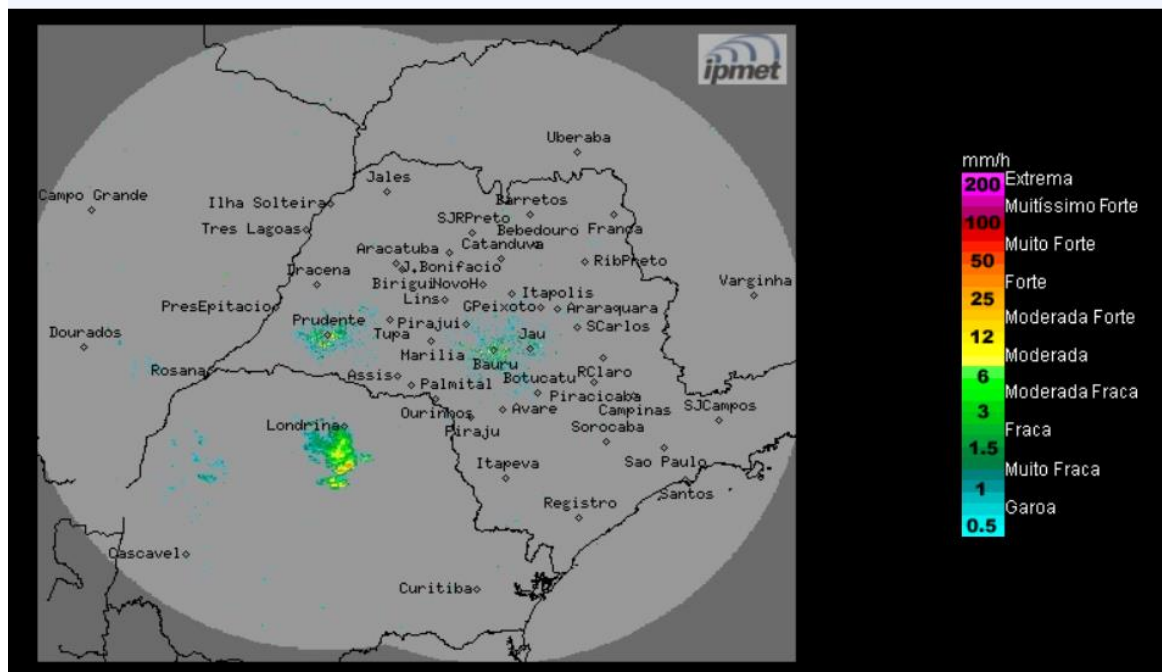 ipmet
Uberaba
Jales
Campo Grande
Ilha Solteira
Barretos
SJRPreto
Tres Lagoas
Bebedouro
Franca
Aracatuba
Catanduva
J.Bonifacio
RibPreto
Dracena
Birigui
NovoH
Varginha
Lins
Itapolis
PresEpitacio
GPeixoto
Araraquara
Prudente
Pirajui
SCarlos
Dourados
Tupa
Jau
Marilia
Bauru
Rosana
Assis
RClaro
Palmital
Botucatu
Piracicaba
Ourinhos
Avare
Campinas
SJCampos
Londrina
Piraju
Sorocaba
Itapeva
Sao Paulo
Santos
Registro
Cascavel
Curitiba
mm/h
200 Extrema
Muitíssimo Forte
100
Muito Forte
50
Forte
25
Moderada Forte
12
Moderada
6
Moderada Fraca
3
Fraca
1.5
Muito Fraca
1
Garoa
0.5